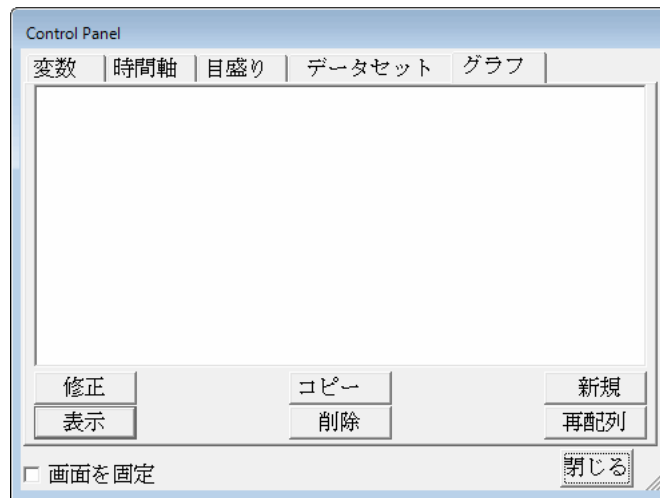 Control Panel
変数 時間軸 目盛り データセット グラフ
修正 コピー 新規
表示 削除 再配列
画面を固定 閉じる